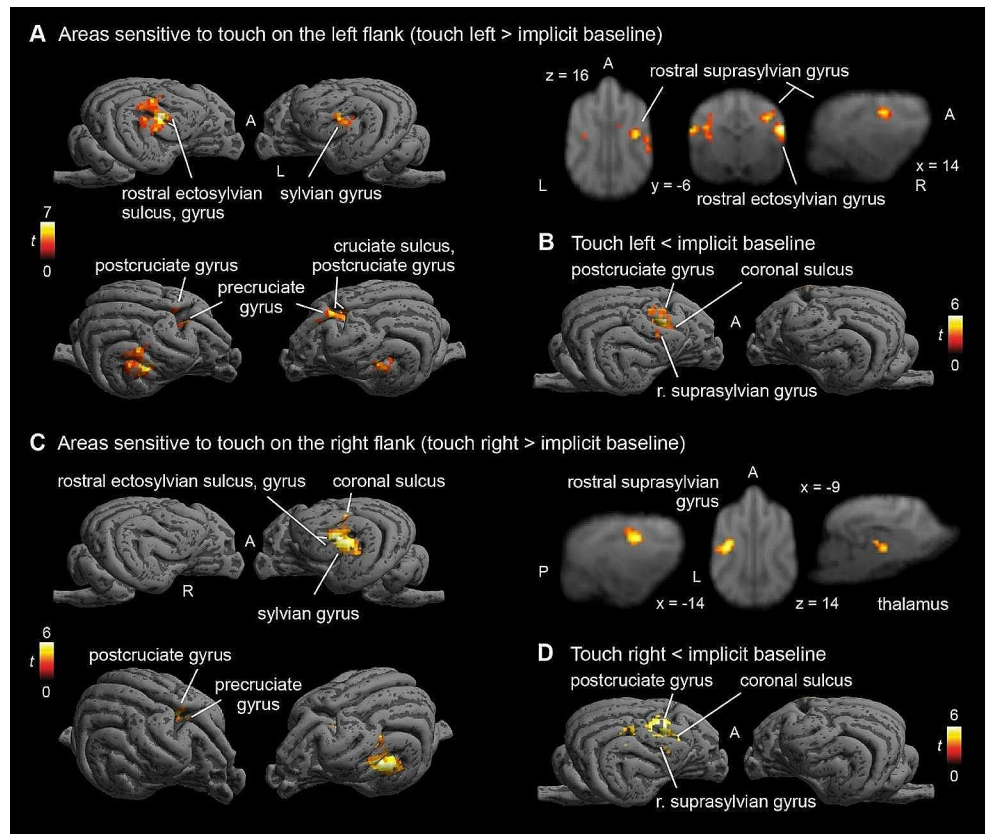 A Areas sensitive to touch on the left flank (touch left > implicit baseline)
A
L
rostral ectosylvian
sulcus, gyrus
sylvian gyrus
7
t
0
postcruciate gyrus
precruciate
gyrus
cruciate sulcus,
postcruciate gyrus
z = 16
A
rostral suprasylvian gyrus
A
L
y = -6
x = 14
R
rostral ectosylvian gyrus
B Touch left < implicit baseline
postcruciate gyrus
coronal sulcus
A
6
t
0
r. suprasylvian gyrus
C Areas sensitive to touch on the right flank (touch right > implicit baseline)
rostral ectosylvian sulcus, gyrus
coronal sulcus
A
R
sylvian gyrus
6
t
0
postcruciate gyrus
precruciate
gyrus
rostral suprasylvian
gyrus
A
x = -9
P
L
x = -14
z = 14
thalamus
D Touch right < implicit baseline
postcruciate gyrus
coronal sulcus
A
6
t
0
r. suprasylvian gyrus